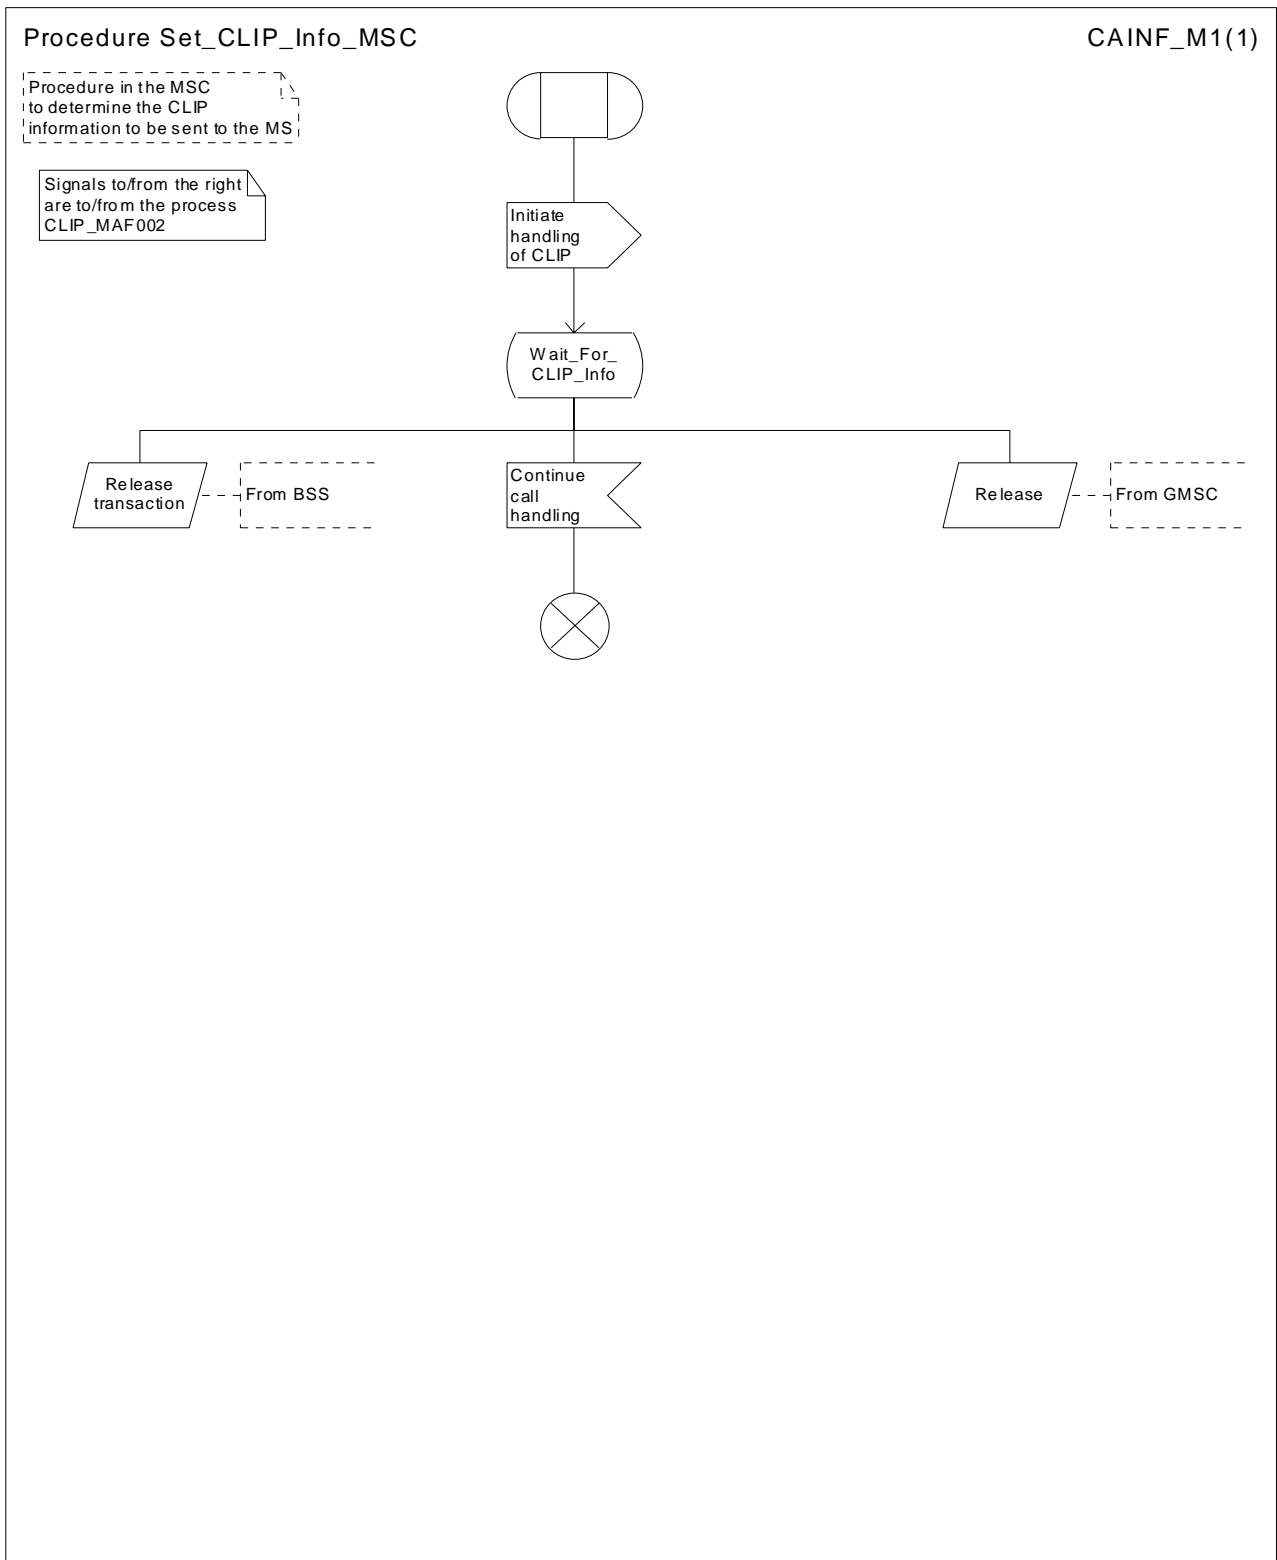 Procedure Set_CLIP_Info_MSC
CAINF_M1(1)
Procedure in the MSC
to determine the CLIP
information to be sent to the MS
Signals to/from the right
are to/from the process
CLIP_MAF002
Initiate
handling
of CLIP
Wait_For_
CLIP_Info
Release
transaction
From BSS
Continue
call
handling
Release
From GMSC